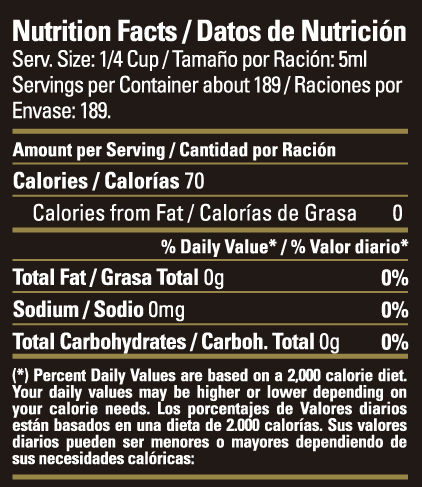 Nutrition Facts / Datos de Nutrición
Serv. Size: 1/4 Cup / Tamaño por Ración: 5ml
Servings per Container about 189 / Raciones por
Envase: 189.
Amount per Serving / Cantidad por Ración
Calories / Calorías 70
Calories from Fat / Calorías de Grasa 0
% Daily Value* / % Valor diario*
Total Fat / Grasa Total 0g 0%
Sodium / Sodio 0mg 0%
Total Carbohydrates / Carboh. Total 0g 0%
(*) Percent Daily Values are based on a 2,000 calorie diet.
Your daily values may be higher or lower depending on
your calorie needs. Los porcentajes de Valores diarios
están basados en una dieta de 2.000 calorías. Sus valores
diarios pueden ser menores o mayores dependiendo de
sus necesidades calóricas: